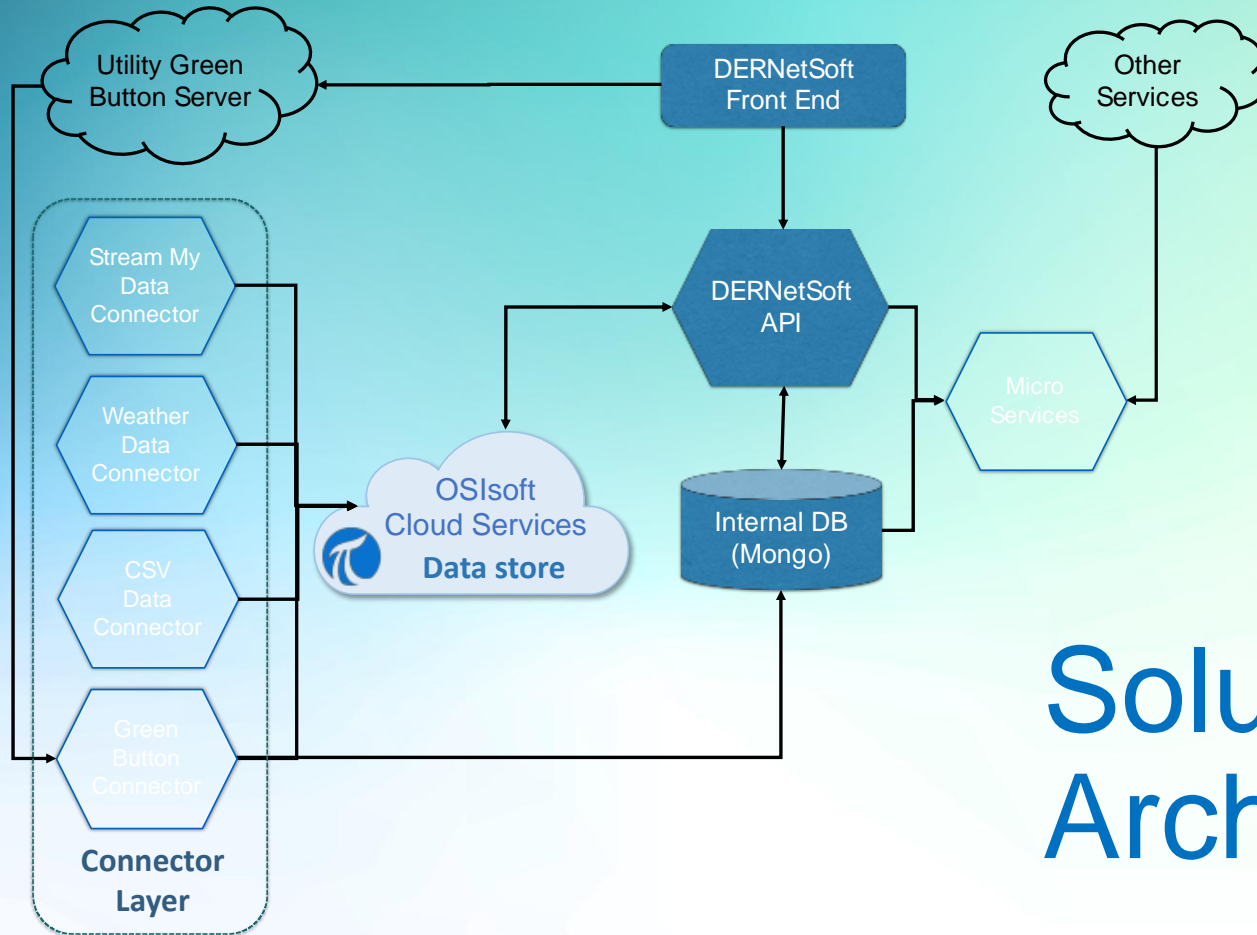 Utility Green
Button Server
DERNetSoft
Front End
Other
Services
Stream My
Data
Connector
DERNetSoft
API
Micro
Services
Weather
Data
Connector
OSIsoft
Cloud Services
Data store
Internal DB
(Mongo)
CSV
Data
Connector
Green
Button
Connector
Connector
Layer
Solu
Arch